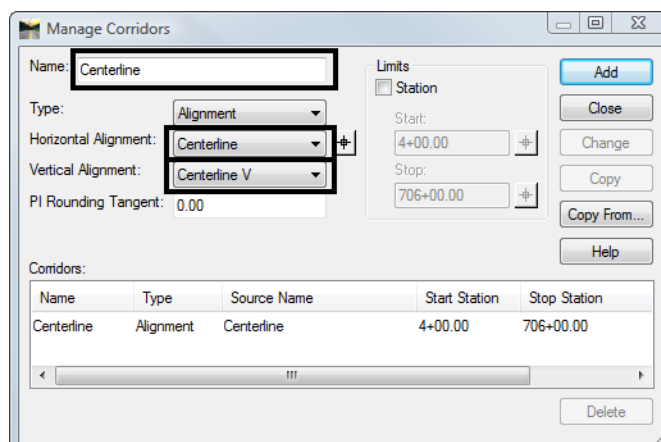 Manage Corridors
Name: Centerline
Type: Alignment
Horizontal Alignment: Centerline
Vertical Alignment: Centerline V
PI Rounding Tangent: 0.00
Limits
Station
Start:
4+00.00
Stop:
706+00.00
Add
Close
Change
Copy
Copy From...
Help
Corridors:
Name Type Source Name Start Station Stop Station
Centerline Alignment Centerline 4+00.00 706+00.00
Delete